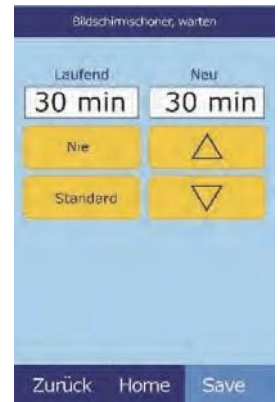 Bildschirmschoner, warten
Laufend Neu
30 min 30 min
Nie
Standard
Zurück Home Save